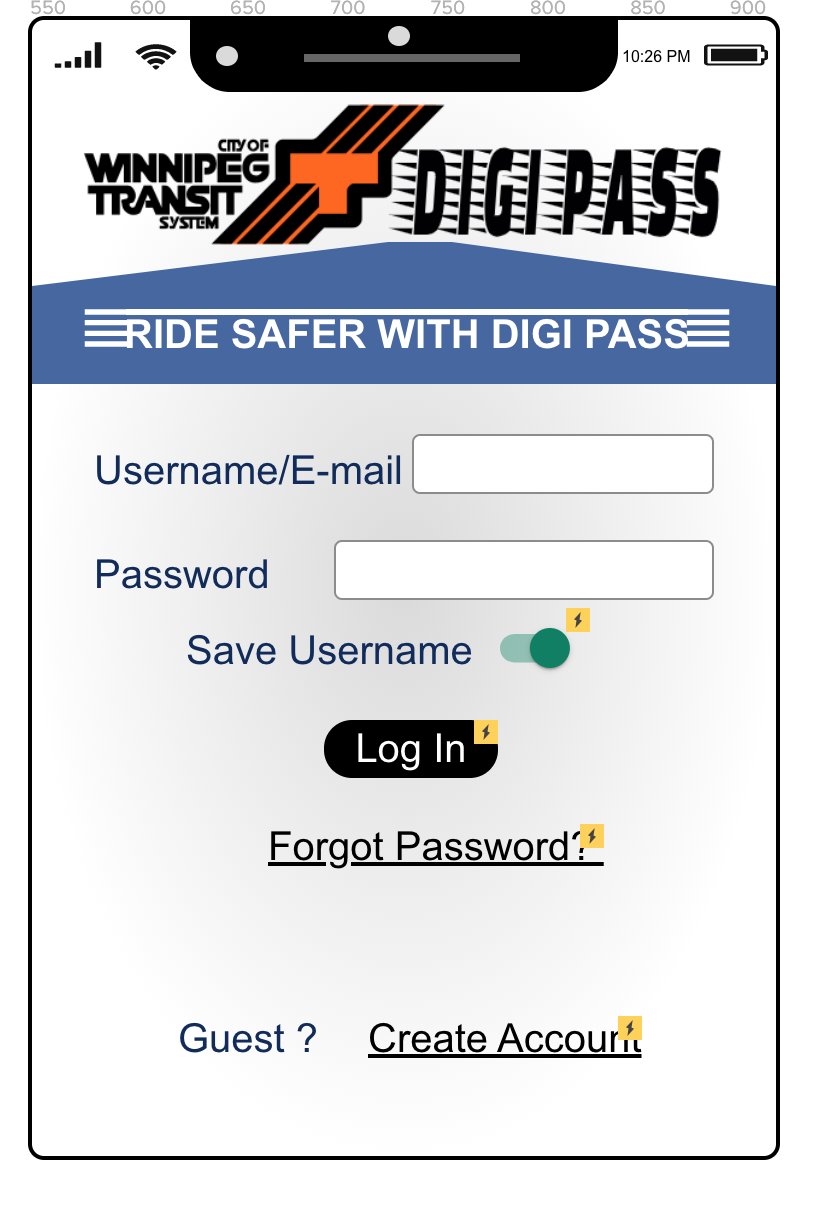 550 600 650 700 750 800 850 900
10:26 PM
CITY OF
WINNIPEG
TRANSIT
SYSTEM
T
DIGI PASS
RIDE SAFER WITH DIGI PASS
Username/E-mail
Password
Save Username
Log In
Forgot Password?
Guest ? Create Account